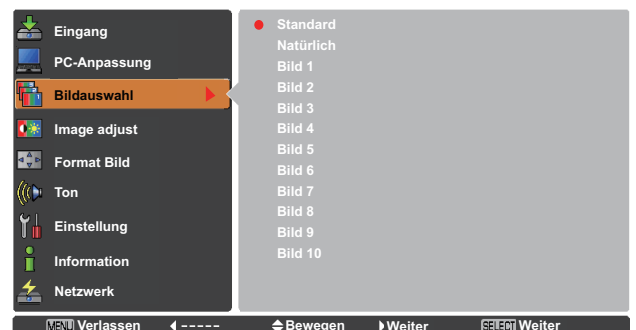 Eingang
PC-Anpassung
Bildauswahl
Image adjust
Format Bild
Ton
Einstellung
Information
Netzwerk
Standard
Natürlich
Bild 1
Bild 2
Bild 3
Bild 4
Bild 5
Bild 6
Bild 7
Bild 8
Bild 9
Bild 10
MENU Verlassen ----- Bewegen Weiter SELECT Weiter